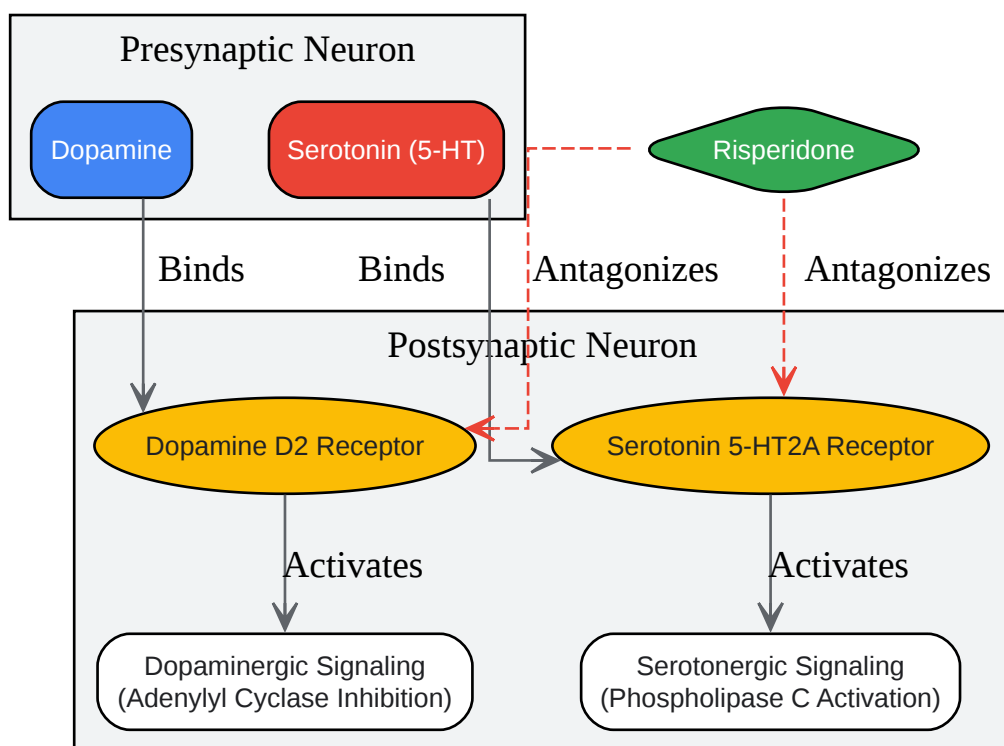 Presynaptic Neuron
Dopamine
Serotonin (5-HT)
Risperidone
Binds
Binds
Antagonizes
Antagonizes
Postsynaptic Neuron
Dopamine D2 Receptor
Serotonin 5-HT2A Receptor
Activates
Activates
Dopaminergic Signaling
(Adenylyl Cyclase Inhibition)
Serotonergic Signaling
(Phospholipase C Activation)